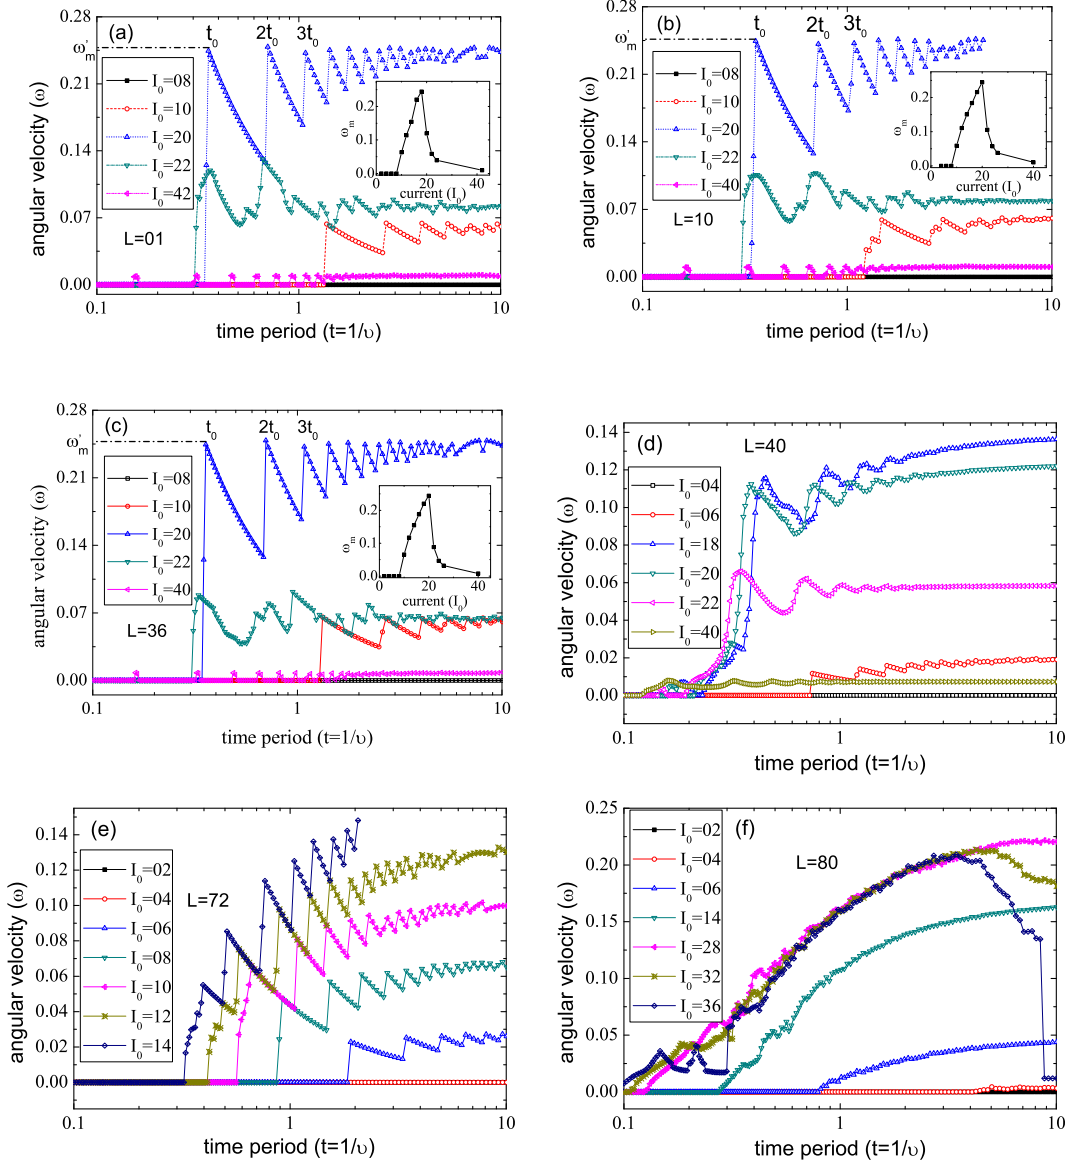 (a)
t₀ 2t₀ 3t₀
0.28
ω'ₘ
0.21
0.14
0.07
0.00
angular velocity (ω)
I₀=08
I₀=10
I₀=20
I₀=22
I₀=42
L=01
ωₘ
0.2
0.1
0.0
0 20 40
current (I₀)
0.1 1 10
time period (t=1/υ)
(b)
t₀ 2t₀ 3t₀
0.28
ω'ₘ
0.21
0.14
0.07
0.00
angular velocity (ω)
I₀=08
I₀=10
I₀=20
I₀=22
I₀=40
L=10
ωₘ
0.2
0.1
0.0
0 20 40
current (I₀)
0.1 1 10
time period (t=1/υ)
(c)
t₀ 2t₀ 3t₀
0.28
ω'ₘ
0.21
0.14
0.07
0.00
angular velocity (ω)
I₀=08
I₀=10
I₀=20
I₀=22
I₀=40
L=36
ωₘ
0.2
0.1
0.0
0 20 40
current (I₀)
0.1 1 10
time period (t=1/υ)
(d)
L=40
0.14
0.12
0.10
0.08
0.06
0.04
0.02
0.00
angular velocity (ω)
I₀=04
I₀=06
I₀=18
I₀=20
I₀=22
I₀=40
0.1 1 10
time period (t=1/υ)
(e)
L=72
0.14
0.12
0.10
0.08
0.06
0.04
0.02
0.00
angular velocity (ω)
I₀=02
I₀=04
I₀=06
I₀=08
I₀=10
I₀=12
I₀=14
0.1 1 10
time period (t=1/υ)
(f)
L=80
0.25
0.20
0.15
0.10
0.05
0.00
angular velocity (ω)
I₀=02
I₀=04
I₀=06
I₀=14
I₀=28
I₀=32
I₀=36
0.1 1 10
time period (t=1/υ)